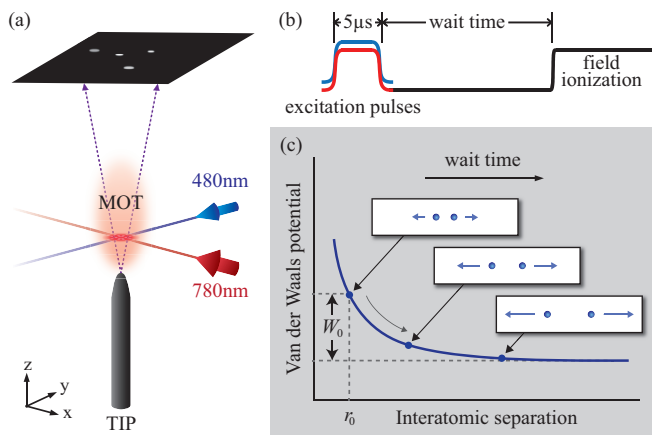 (a)
480nm
MOT
780nm
z
y
x
TIP
(b)
5μs
wait time
excitation pulses
field
ionization
(c)
wait time
Van der Waals potential
W₀
r₀
Interatomic separation